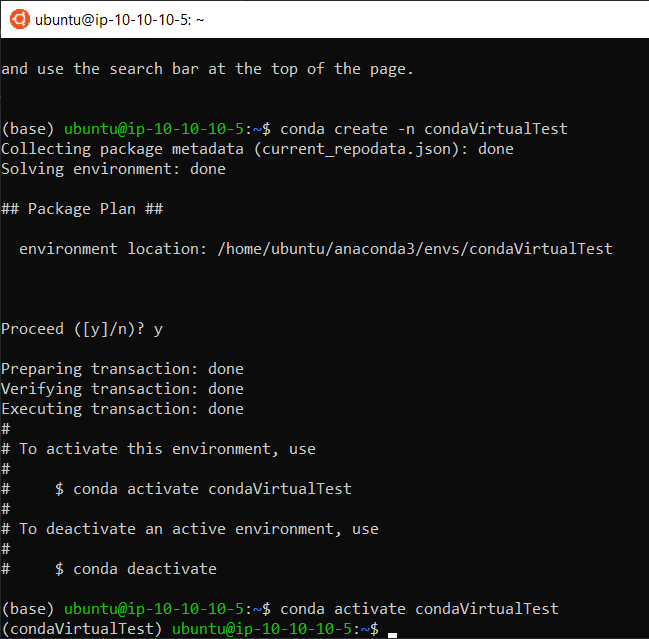 ubuntu@ip-10-10-10-5: ~
and use the search bar at the top of the page.
(base) ubuntu@ip-10-10-10-5:~$ conda create -n condaVirtualTest
Collecting package metadata (current_repodata.json): done
Solving environment: done
## Package Plan ##
environment location: /home/ubuntu/anaconda3/envs/condaVirtualTest
Proceed ([y]/n)? y
Preparing transaction: done
Verifying transaction: done
Executing transaction: done
#
# To activate this environment, use
#
#     $ conda activate condaVirtualTest
#
# To deactivate an active environment, use
#
#     $ conda deactivate
(base) ubuntu@ip-10-10-10-5:~$ conda activate condaVirtualTest
(condaVirtualTest) ubuntu@ip-10-10-10-5:~$